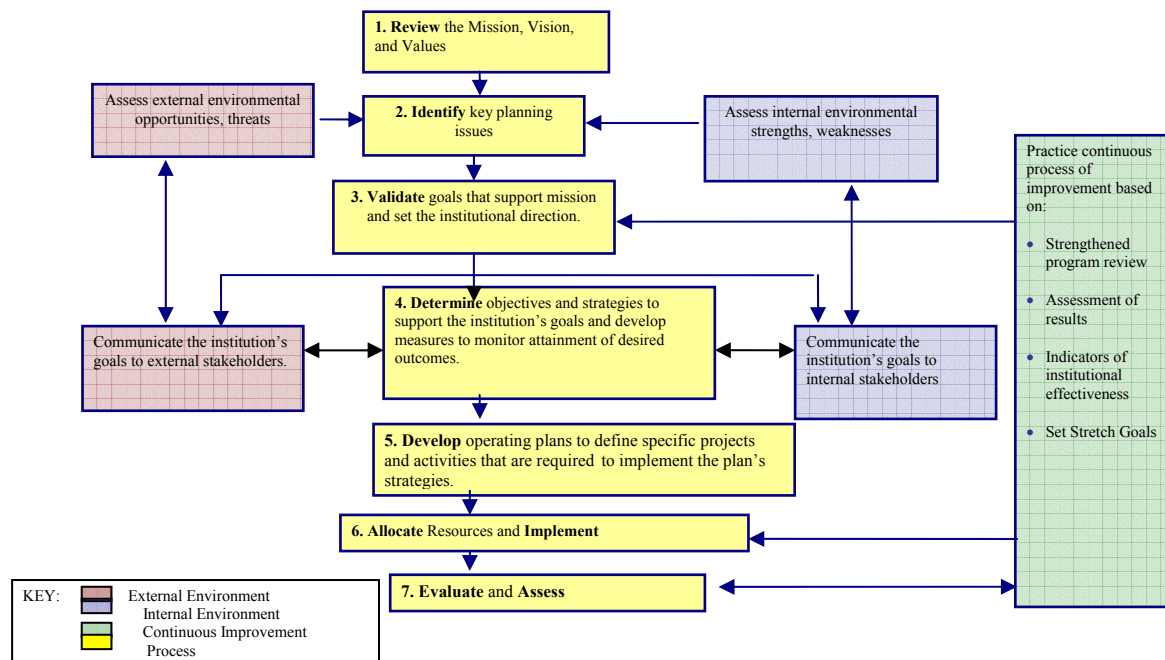 1. Review the Mission, Vision,
and Values
Assess external environmental
opportunities, threats
2. Identify key planning
issues
Assess internal environmental
strengths, weaknesses
Practice continuous
process of
improvement based
on:
• Strengthened
program review
• Assessment of
results
• Indicators of
institutional
effectiveness
• Set Stretch Goals
3. Validate goals that support mission
and set the institutional direction.
4. Determine objectives and strategies to
support the institution's goals and develop
measures to monitor attainment of desired
outcomes.
Communicate the institution's
goals to external stakeholders.
Communicate the
institution's goals to
internal stakeholders
5. Develop operating plans to define specific projects
and activities that are required to implement the plan's
strategies.
6. Allocate Resources and Implement
7. Evaluate and Assess
KEY:
External Environment
Internal Environment
Continuous Improvement
Process